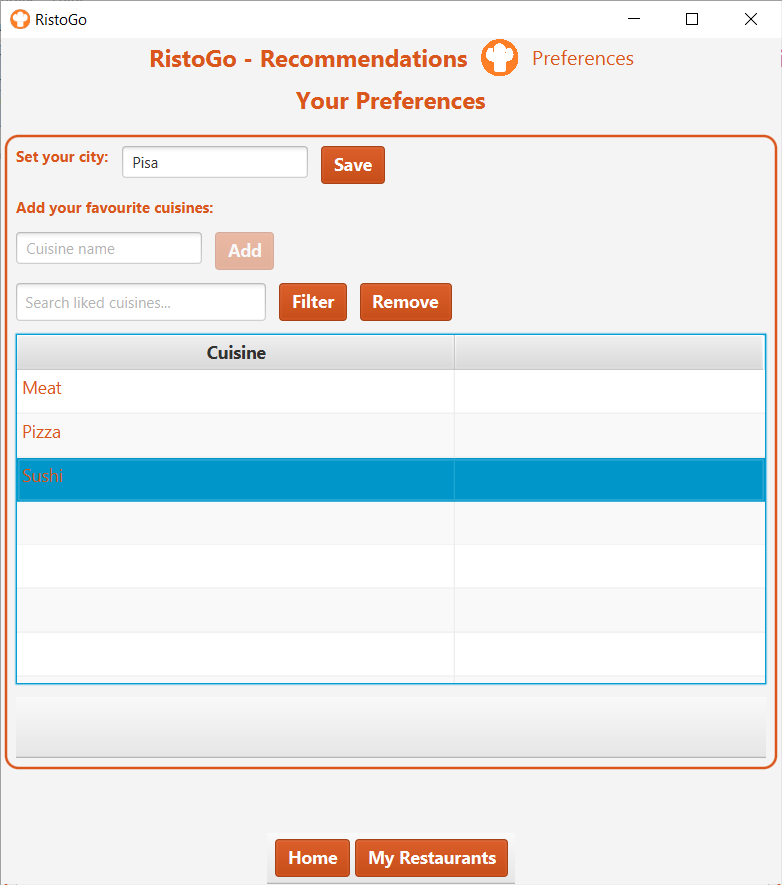 RistoGo
RistoGo - Recommendations Preferences
Your Preferences
Set your city: Pisa Save
Add your favourite cuisines:
Cuisine name Add
Search liked cuisines... Filter Remove
Cuisine
Meat
Pizza
Sushi
Home My Restaurants